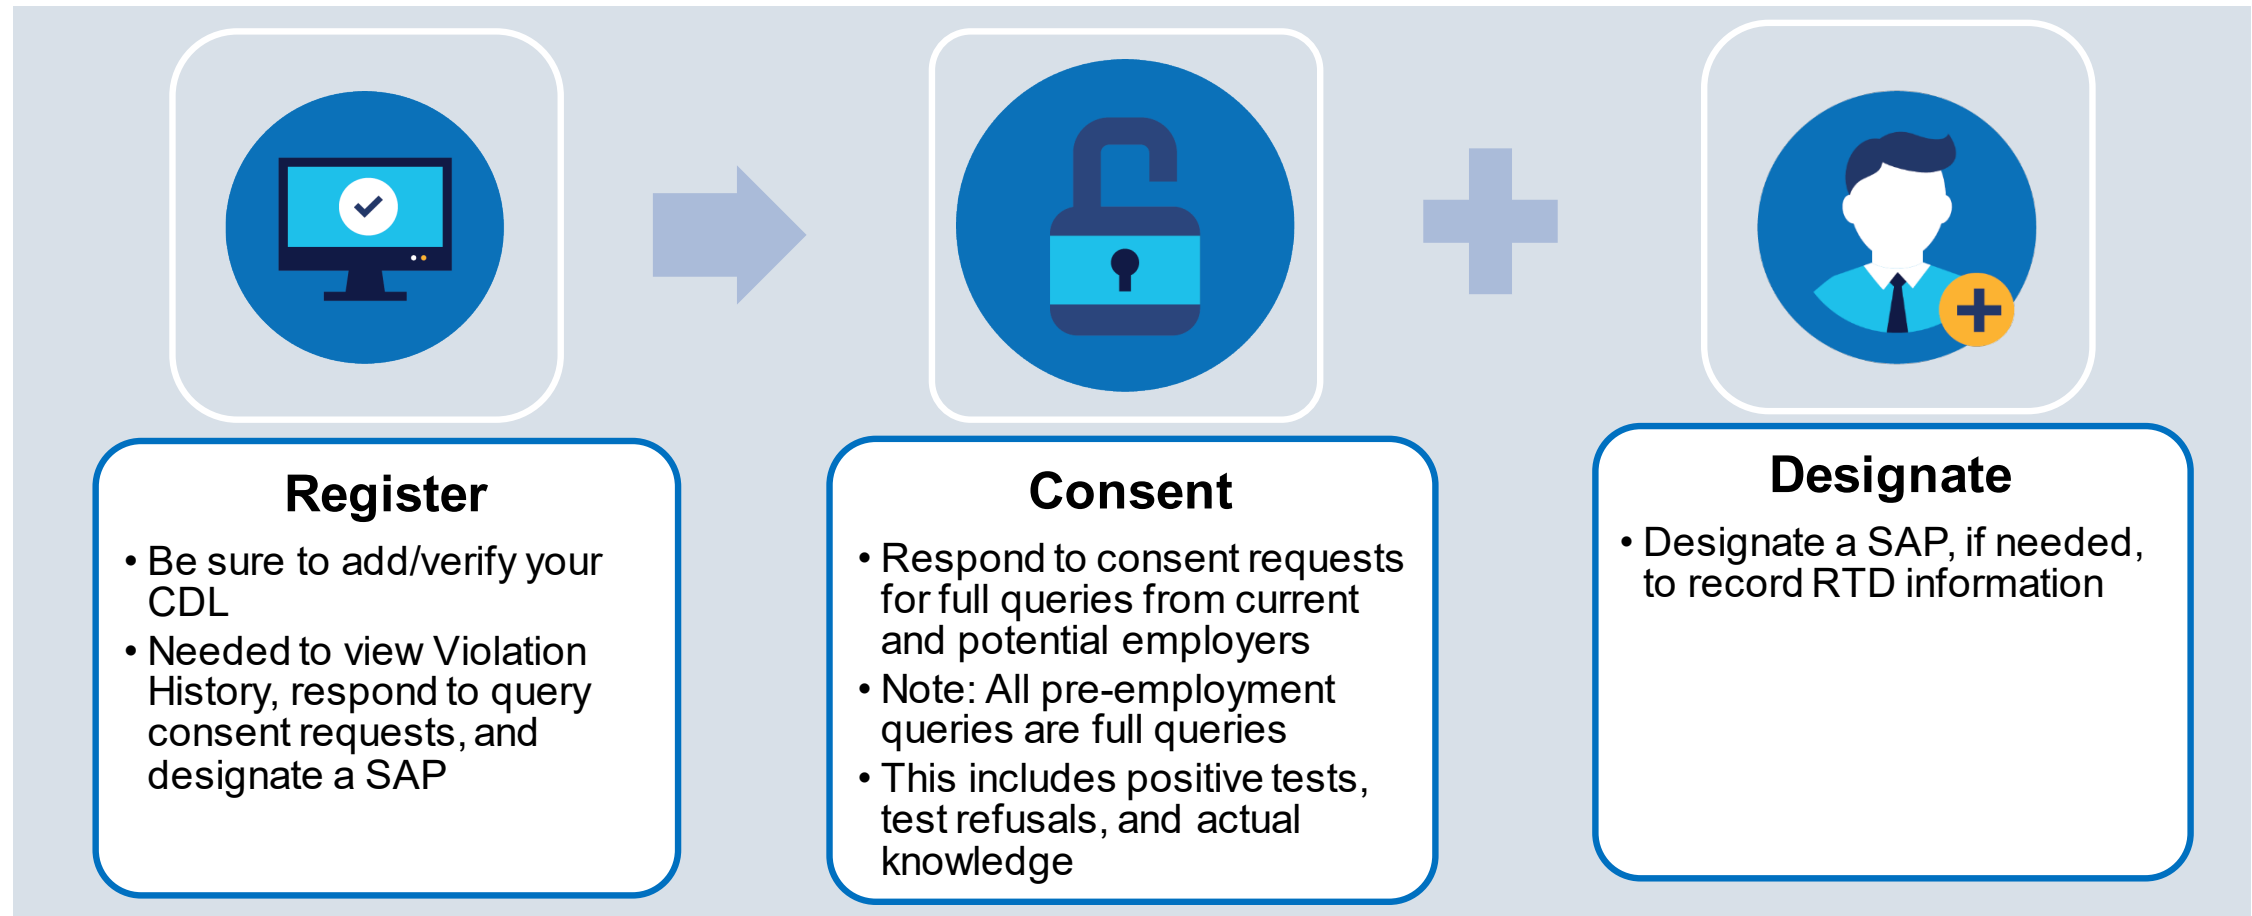 Register
• Be sure to add/verify your
CDL
• Needed to view Violation
History, respond to query
consent requests, and
designate a SAP
Consent
• Respond to consent requests
for full queries from current
and potential employers
• Note: All pre-employment
queries are full queries
• This includes positive tests,
test refusals, and actual
knowledge
Designate
• Designate a SAP, if needed,
to record RTD information